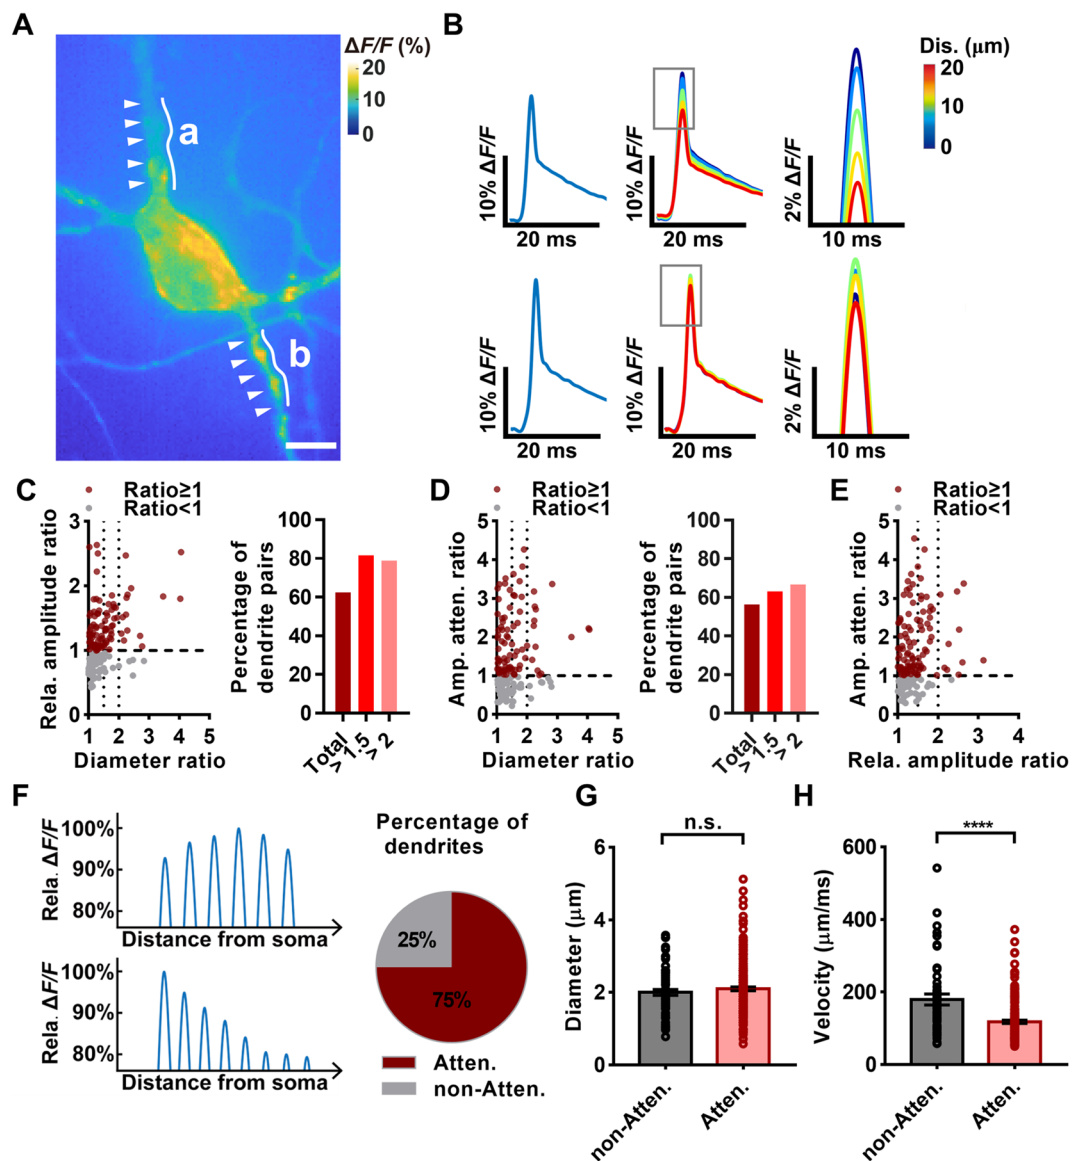 A
ΔF/F (%)
20
10
0
a
b
B
Dis. (μm)
20
10
0
10% ΔF/F
20 ms
10% ΔF/F
20 ms
2% ΔF/F
10 ms
10% ΔF/F
20 ms
10% ΔF/F
20 ms
2% ΔF/F
10 ms
C
Ratio≥1
Ratio<1
Rela. amplitude ratio
3
2
1
0
1 2 3 4 5
Diameter ratio
Percentage of
dendrite pairs
100
80
60
40
20
0
Total
> 1.5
> 2
D
Ratio≥1
Ratio<1
Amp. atten. ratio
5
4
3
2
1
0
1 2 3 4 5
Diameter ratio
Percentage of
dendrite pairs
100
80
60
40
20
0
Total
> 1.5
> 2
E
Ratio≥1
Ratio<1
Amp. atten. ratio
5
4
3
2
1
0
1 2 3 4
Rela. amplitude ratio
F
Rela. ΔF/F
100%
90%
80%
Distance from soma
Rela. ΔF/F
100%
90%
80%
Distance from soma
Percentage of
dendrites
25%
75%
Atten.
non-Atten.
G
n.s.
Diameter (μm)
6
4
2
0
non-Atten.
Atten.
H
****
Velocity (μm/ms)
600
400
200
0
non-Atten.
Atten.